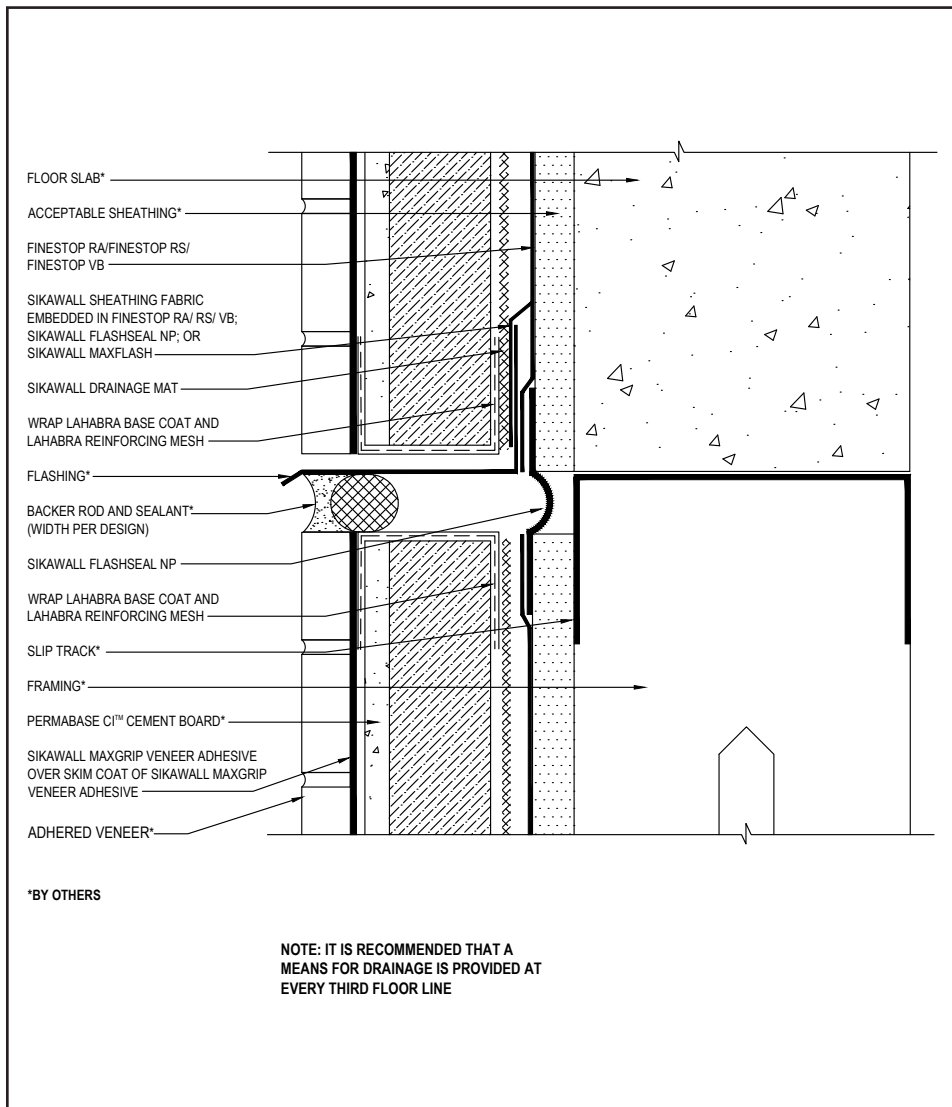 FLOOR SLAB*
ACCEPTABLE SHEATHING*
FINESTOP RA/FINESTOP RS/
FINESTOP VB
SIKAWALL SHEATHING FABRIC
EMBEDDED IN FINESTOP RA/ RS/ VB;
SIKAWALL FLASHSEAL NP; OR
SIKAWALL MAXFLASH
SIKAWALL DRAINAGE MAT
WRAP LAHABRA BASE COAT AND
LAHABRA REINFORCING MESH
FLASHING*
BACKER ROD AND SEALANT*
(WIDTH PER DESIGN)
SIKAWALL FLASHSEAL NP
WRAP LAHABRA BASE COAT AND
LAHABRA REINFORCING MESH
SLIP TRACK*
FRAMING*
PERMABASE CI™ CEMENT BOARD*
SIKAWALL MAXGRIP VENEER ADHESIVE
OVER SKIM COAT OF SIKAWALL MAXGRIP
VENEER ADHESIVE
ADHERED VENEER*
*BY OTHERS
NOTE: IT IS RECOMMENDED THAT A
MEANS FOR DRAINAGE IS PROVIDED AT
EVERY THIRD FLOOR LINE